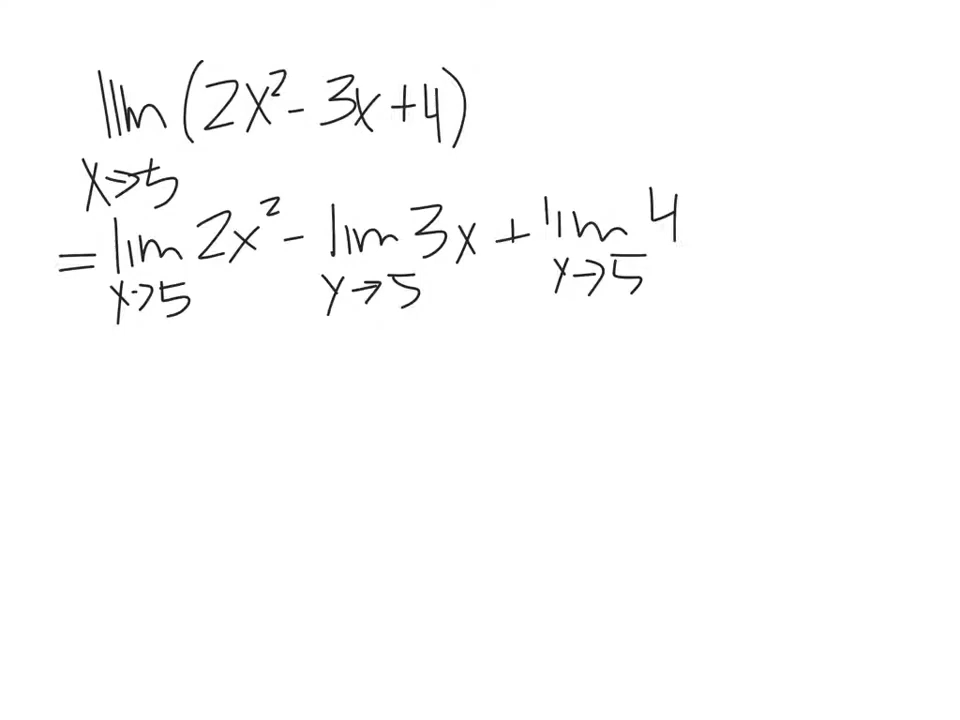 lim (2x² - 3x + 4)
x→5
= lim 2x² - lim 3x + lim 4
x→5 x→5 x→5